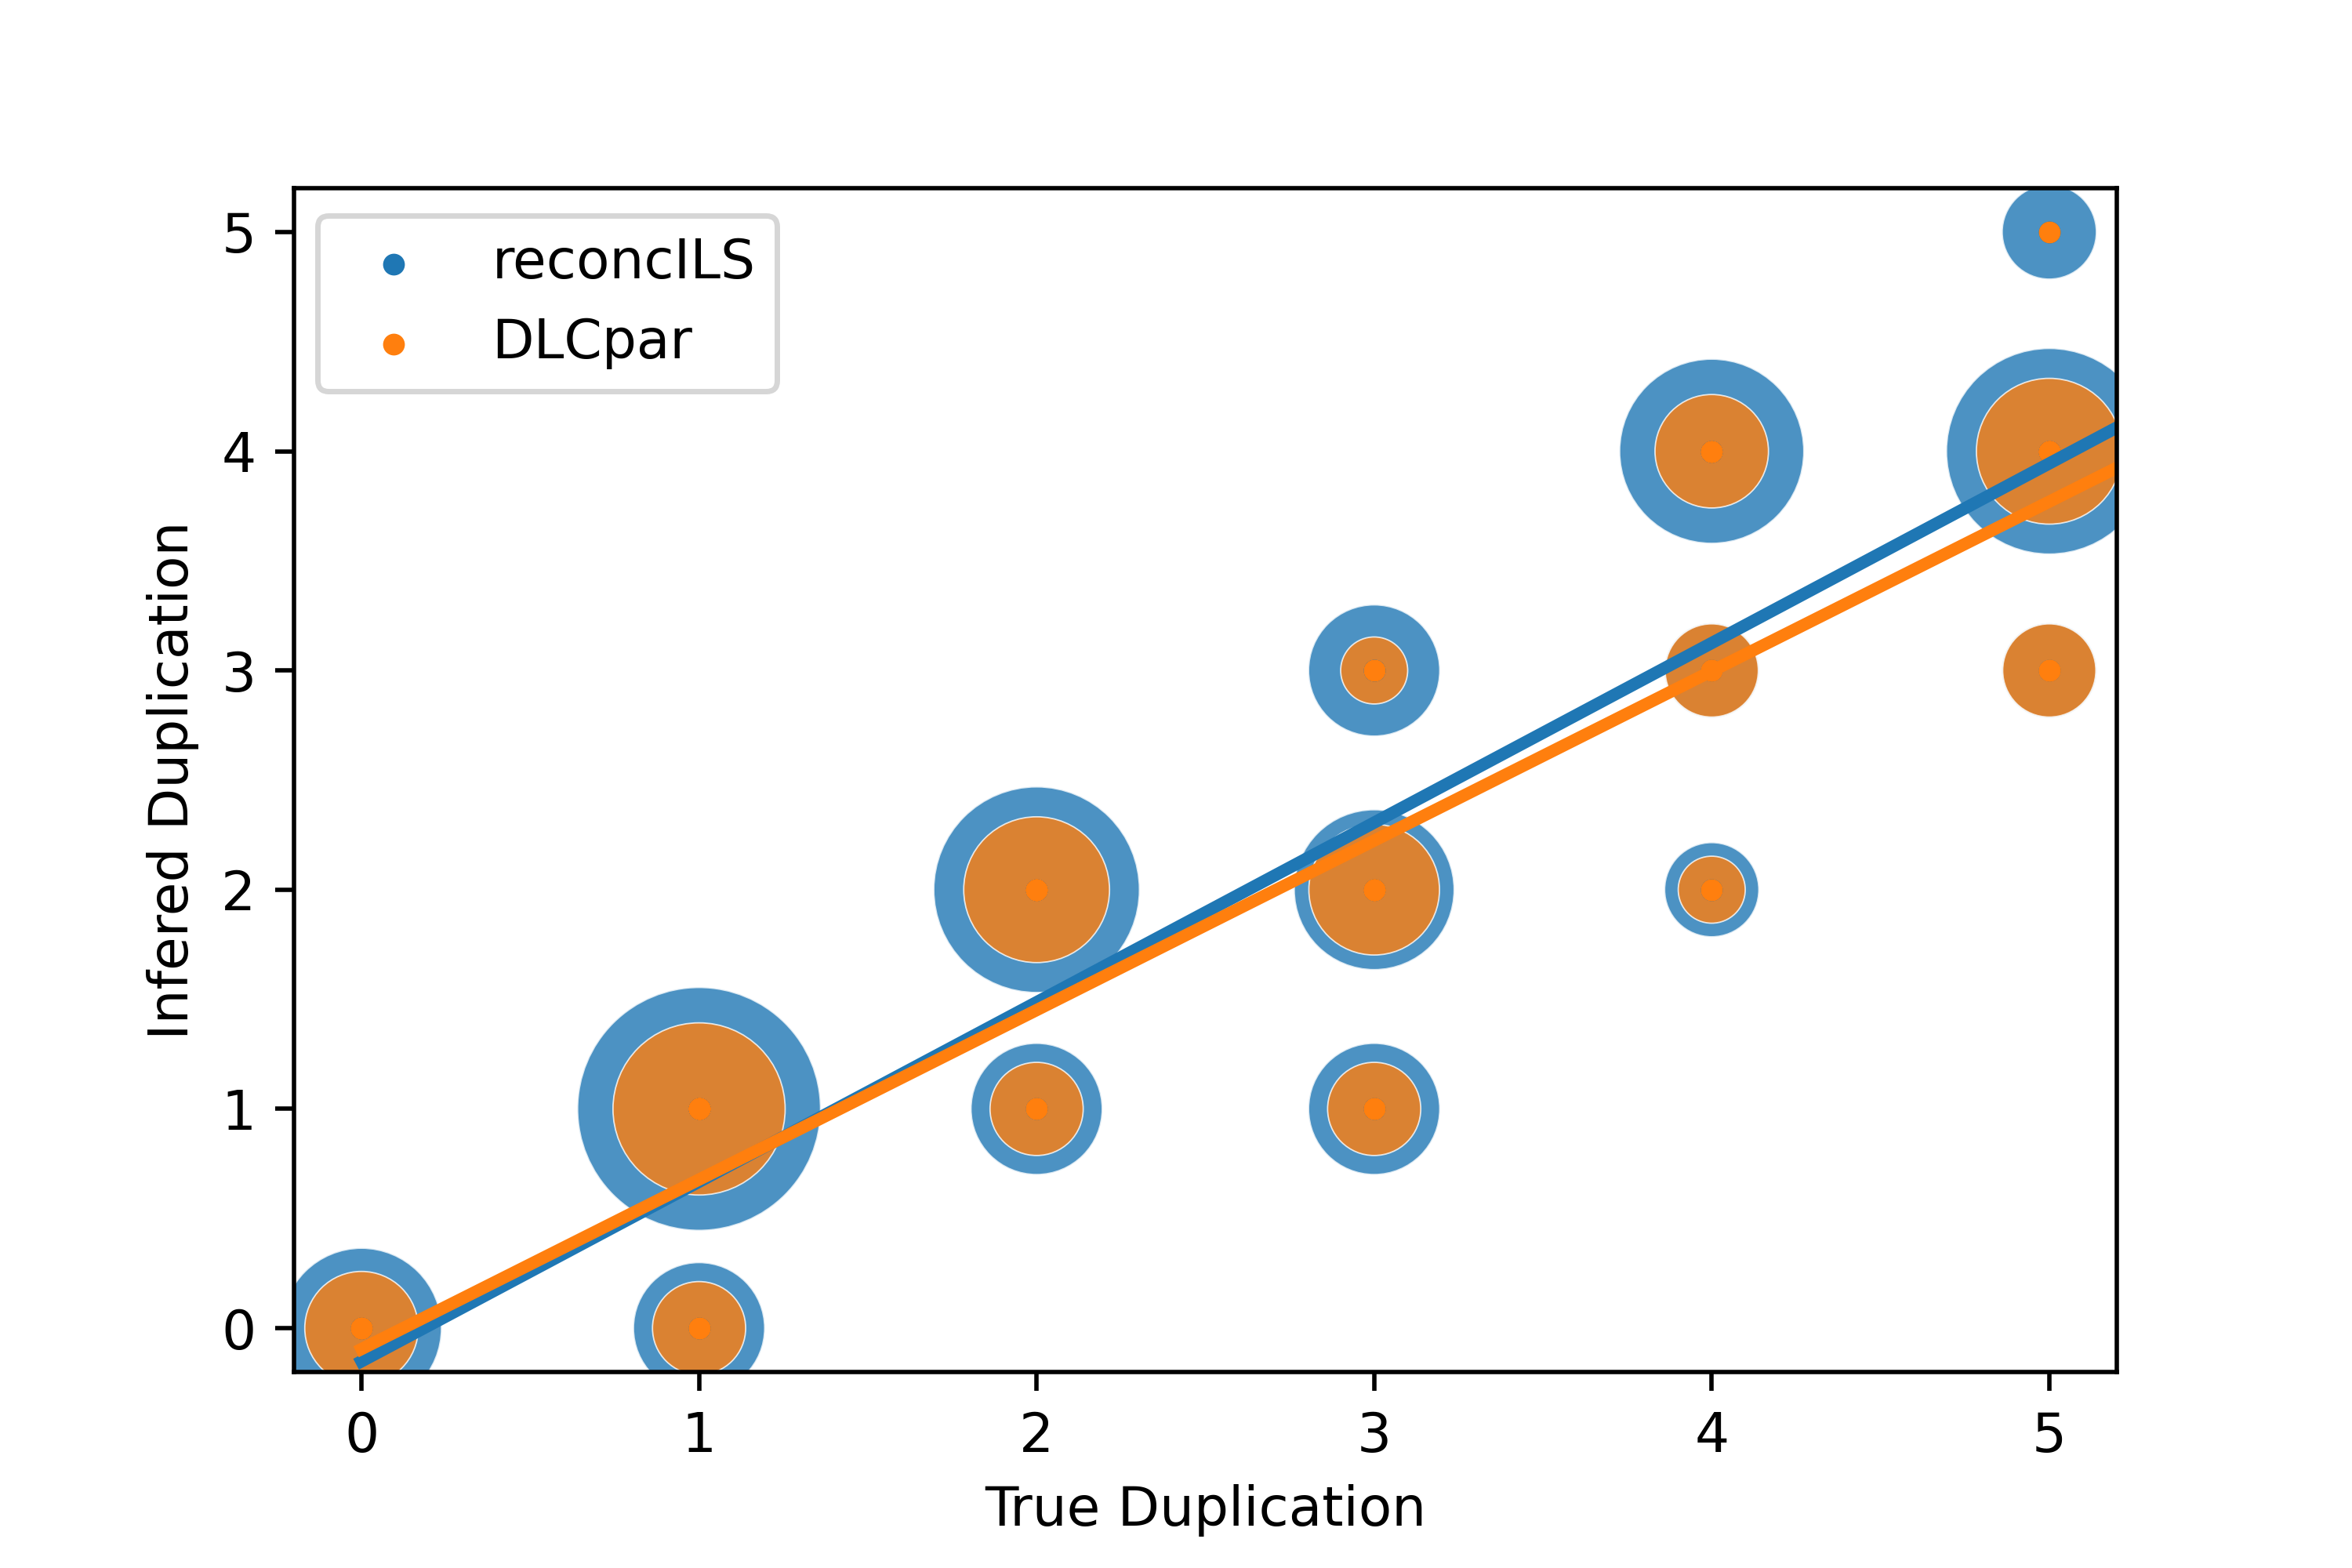 reconcILS
DLCpar
5
4
3
2
1
0
Infered Duplication
0 1 2 3 4 5
True Duplication